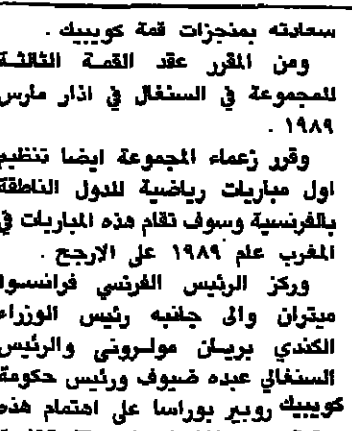 سعادته بمنجزات قمة كويبيك .
ومن المقرر عقد القمة الثالثة
للمجموعة في السنغال في اذار مارس
١٩٨٩ .
وقرر زعماء المجموعة ايضا تنظيم
اول مباريات رياضية للدول الناطقة
بالفرنسية وسوف تقام هذه المباريات في
المغرب عام ١٩٨٩ على الارجح .
وركز الرئيس الفرنسي فرانسوا
ميتران والى جانبه رئيس الوزراء
الكندي بريان مولروني والرئيس
السنغالي عبده ضيوف ورئيس حكومة
كويبيك روبير بوراسا على اهتمام هذه